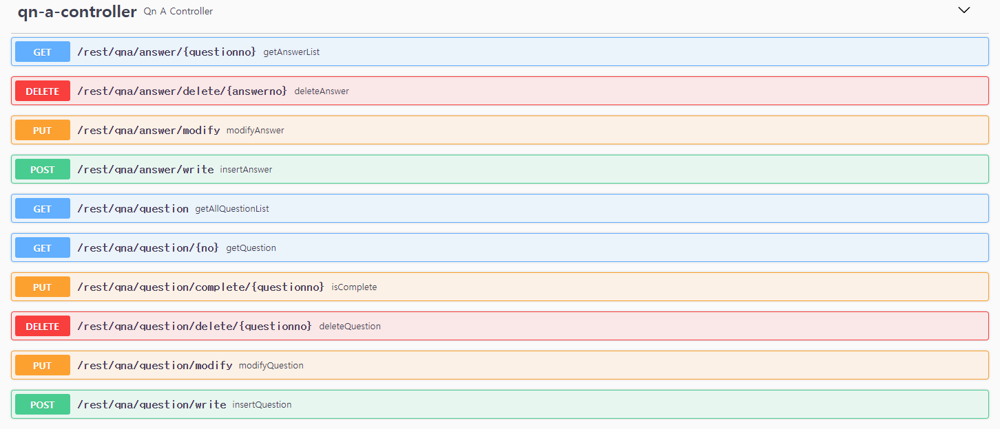 qn-a-controller Qn A Controller
GET /rest/qna/answer/{questionno} getAnswerList
DELETE /rest/qna/answer/delete/{answerno} deleteAnswer
PUT /rest/qna/answer/modify modifyAnswer
POST /rest/qna/answer/write insertAnswer
GET /rest/qna/question getAllQuestionList
GET /rest/qna/question/{no} getQuestion
PUT /rest/qna/question/complete/{questionno} isComplete
DELETE /rest/qna/question/delete/{questionno} deleteQuestion
PUT /rest/qna/question/modify modifyQuestion
POST /rest/qna/question/write insertQuestion